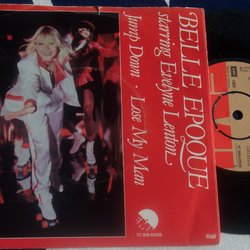 BELLE EPOQUE
starring Evelyne Lenton
Jump Down · Lose My Man
EMI